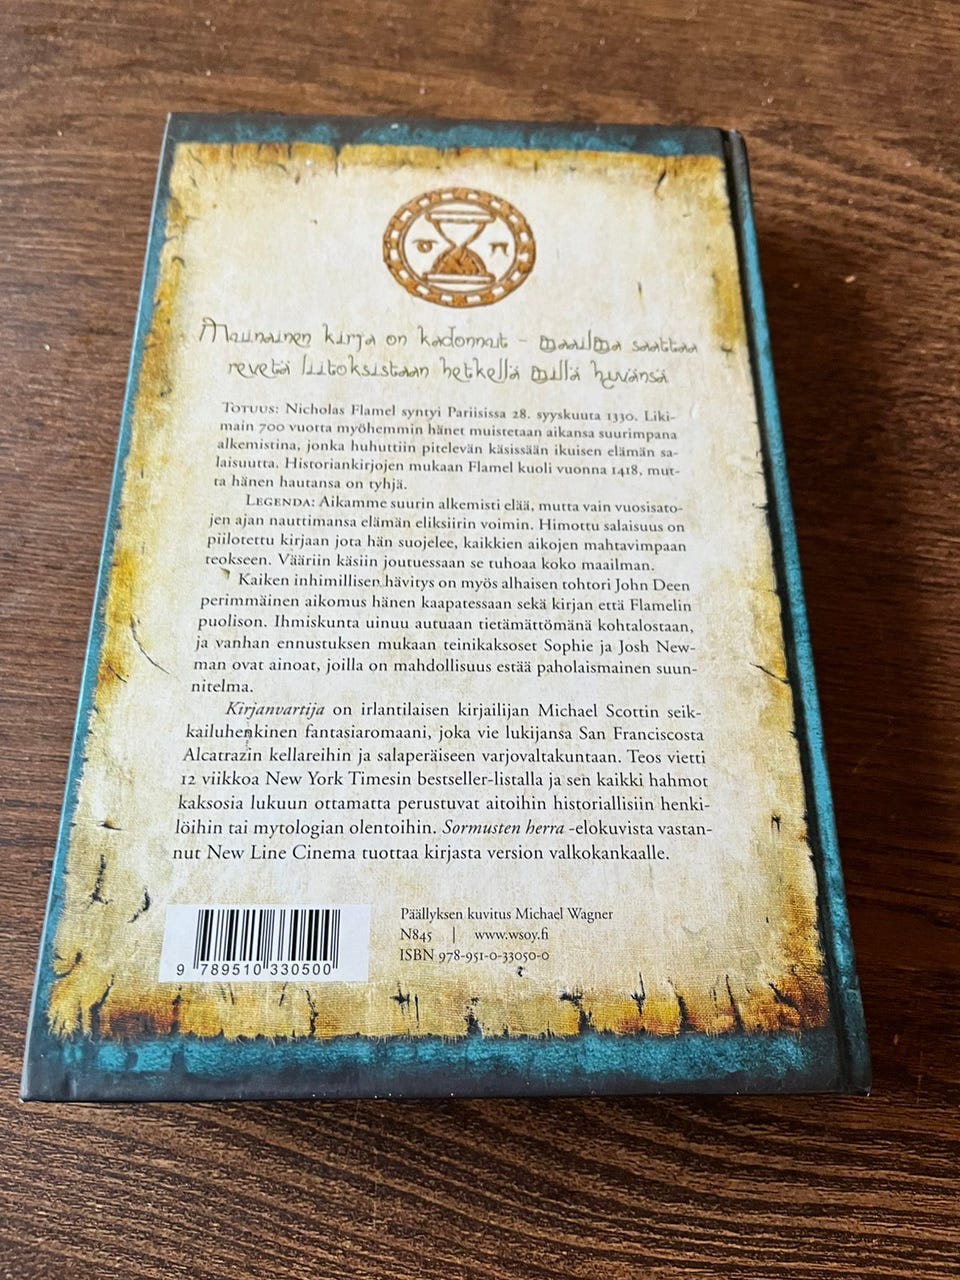 Muinainen kirja on kadonnut – maailma saattaa
revetä liitoksistaan hetkellä millä hyvänsä
Totuus: Nicholas Flamel syntyi Pariisissa 28. syyskuuta 1330. Liki-
main 700 vuotta myöhemmin hänet muistetaan aikansa suurimpana
alkemistina, jonka huhuttiin pitelevän käsissään ikuisen elämän sa-
laisuutta. Historiankirjojen mukaan Flamel kuoli vuonna 1418, mut-
ta hänen hautansa on tyhjä.
Legenda: Aikamme suurin alkemisti elää, mutta vain vuosisato-
jen ajan nauttimansa elämän eliksiirin voimin. Himottu salaisuus on
piilotettu kirjaan jota hän suojelee, kaikkien aikojen mahtavimpaan
teokseen. Vääriin käsiin joutuessaan se tuhoaa koko maailman.
Kaiken inhimillisen hävitys on myös alhaisen tohtori John Deen
perimmäinen aikomus hänen kaapatessaan sekä kirjan että Flamelin
puolison. Ihmiskunta uinuu autuaan tietämättömänä kohtalostaan,
ja vanhan ennustuksen mukaan teinikaksoset Sophie ja Josh New-
man ovat ainoat, joilla on mahdollisuus estää paholaismainen suun-
nitelma.
Kirjanvartija on irlantilaisen kirjailijan Michael Scottin seik-
kailuhenkinen fantasiaromaani, joka vie lukijansa San Franciscosta
Alcatrazin kellareihin ja salaperäiseen varjovaltakuntaan. Teos vietti
12 viikkoa New York Timesin bestseller-listalla ja sen kaikki hahmot
kaksosia lukuun ottamatta perustuvat aitoihin historiallisiin henki-
löihin tai mytologian olentoihin. Sormusten herra -elokuvista vastan-
nut New Line Cinema tuottaa kirjasta version valkokankaalle.
Päällyksen kuvitus Michael Wagner
N845 | www.wsoy.fi
ISBN 978-951-0-33050-0
9 789510 330500